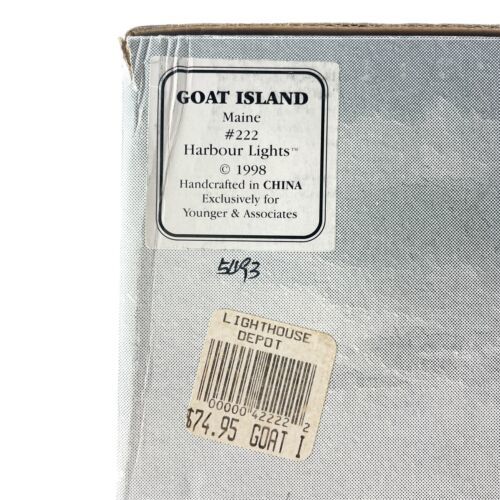 GOAT ISLAND
Maine
#222
Harbour Lights™
© 1998
Handcrafted in CHINA
Exclusively for
Younger & Associates
LIGHTHOUSE
DEPOT
00000 42222 2
$74.95 GOAT I